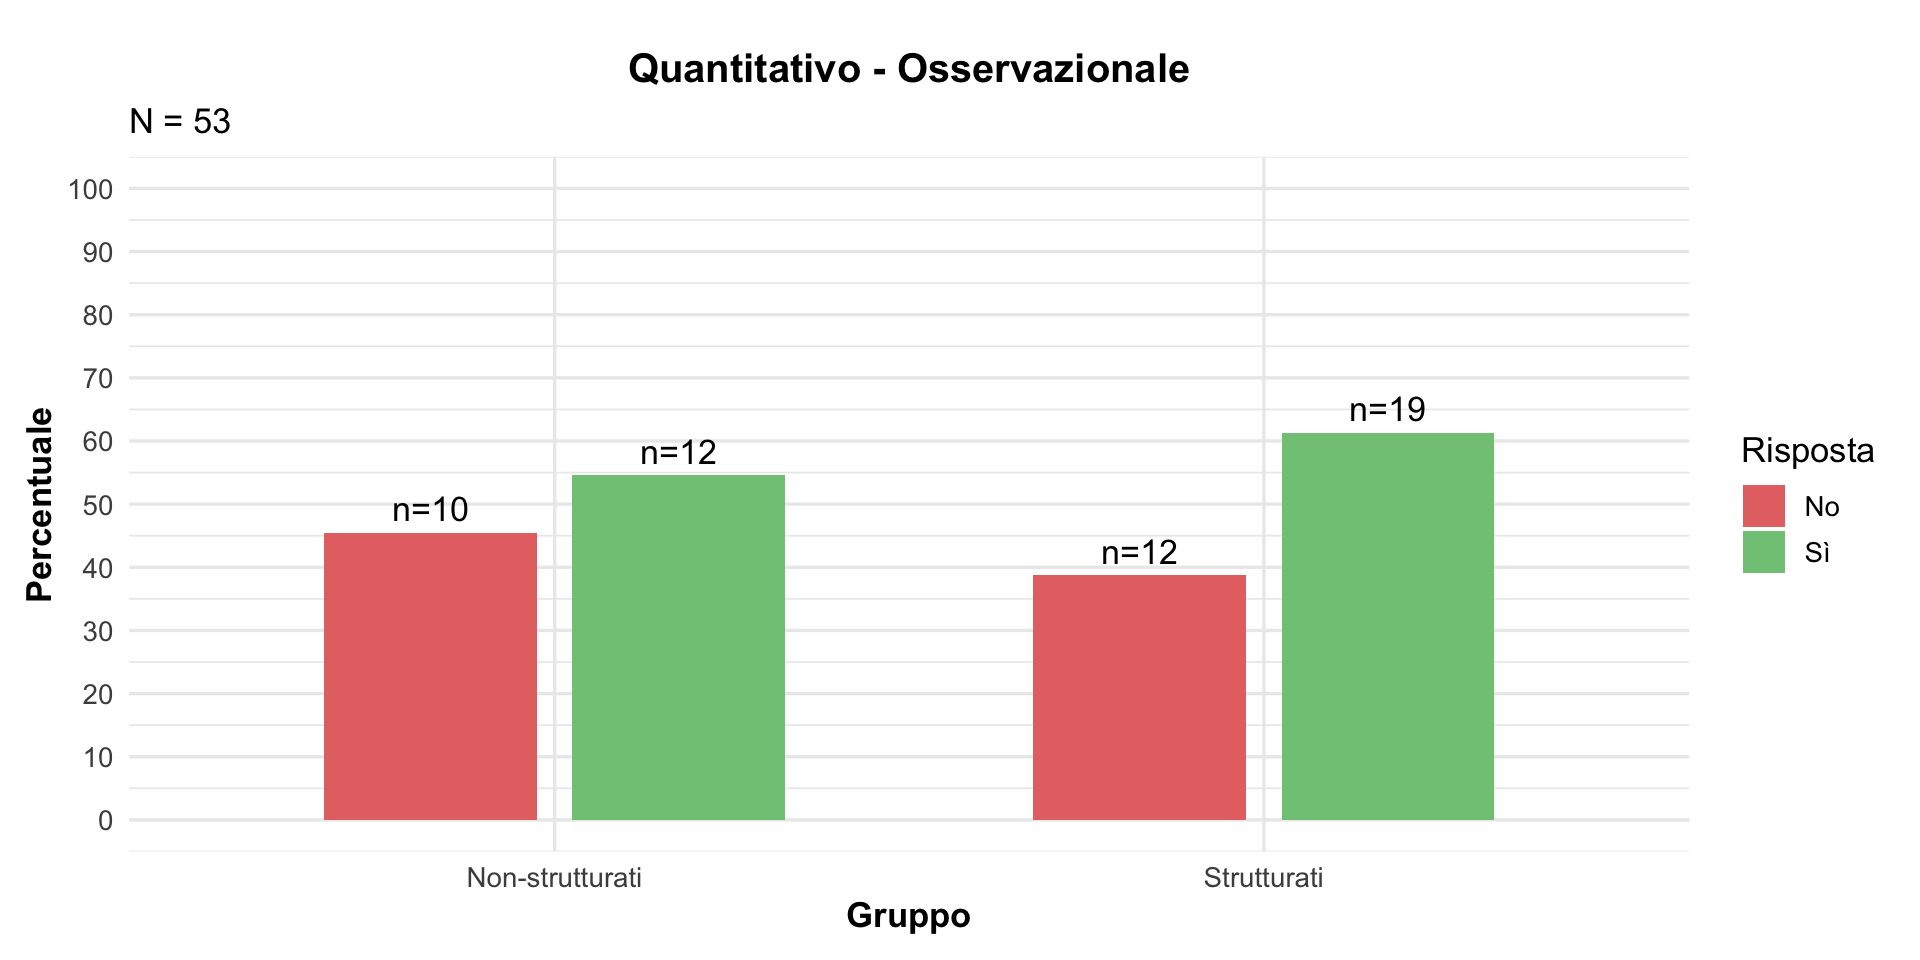 Quantitativo - Osservazionale
N = 53
Percentuale
100
90
80
70
60
50
40
30
20
10
0
n=10
n=12
n=12
n=19
Non-strutturati
Strutturati
Gruppo
Risposta
No
Sì